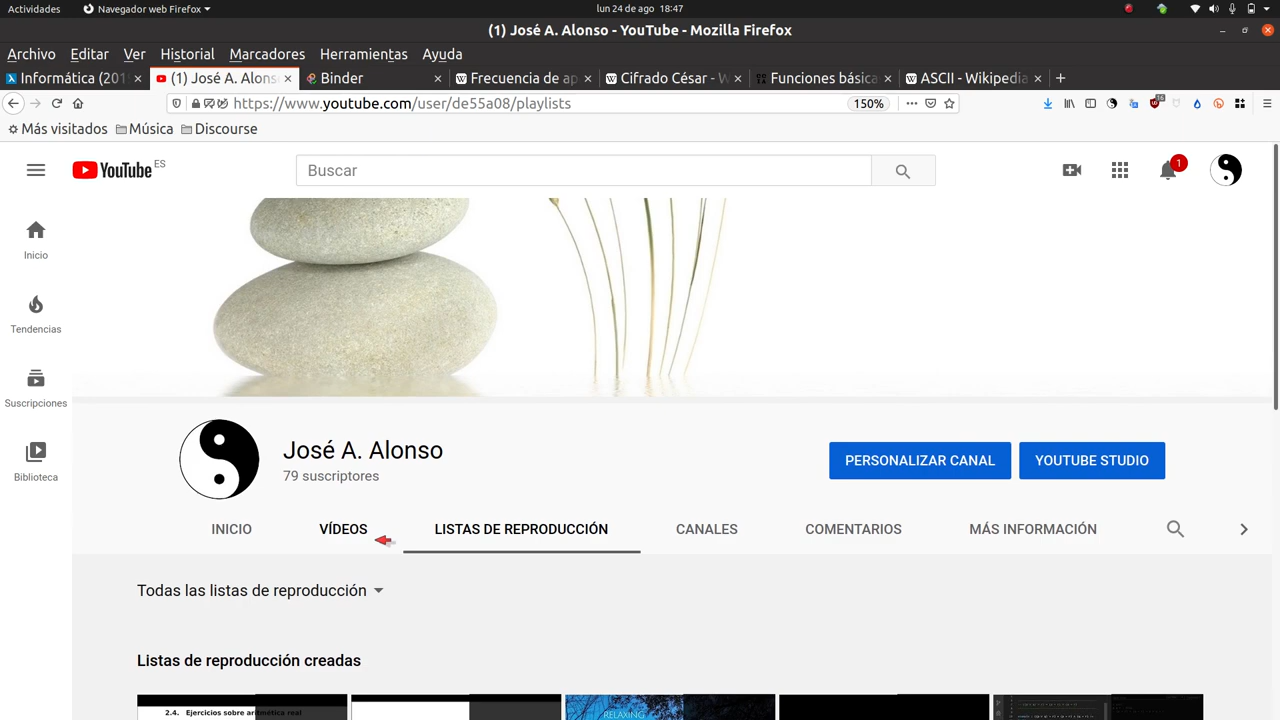 Actividades Navegador web Firefox lun 24 de ago 18:47
(1) José A. Alonso - YouTube - Mozilla Firefox
Archivo Editar Ver Historial Marcadores Herramientas Ayuda
Informática (201 (1) José A. Alons Binder Frecuencia de ap Cifrado César - W Funciones básica ASCII - Wikipedia
https://www.youtube.com/user/de55a08/playlists 150%
Más visitados Música Discourse
YouTube ES Buscar 1
Inicio
Tendencias
Suscripciones
Biblioteca
José A. Alonso
79 suscriptores
PERSONALIZAR CANAL YOUTUBE STUDIO
INICIO VÍDEOS LISTAS DE REPRODUCCIÓN CANALES COMENTARIOS MÁS INFORMACIÓN
Todas las listas de reproducción
Listas de reproducción creadas
2.4. Ejercicios sobre aritmética real
RELAXING